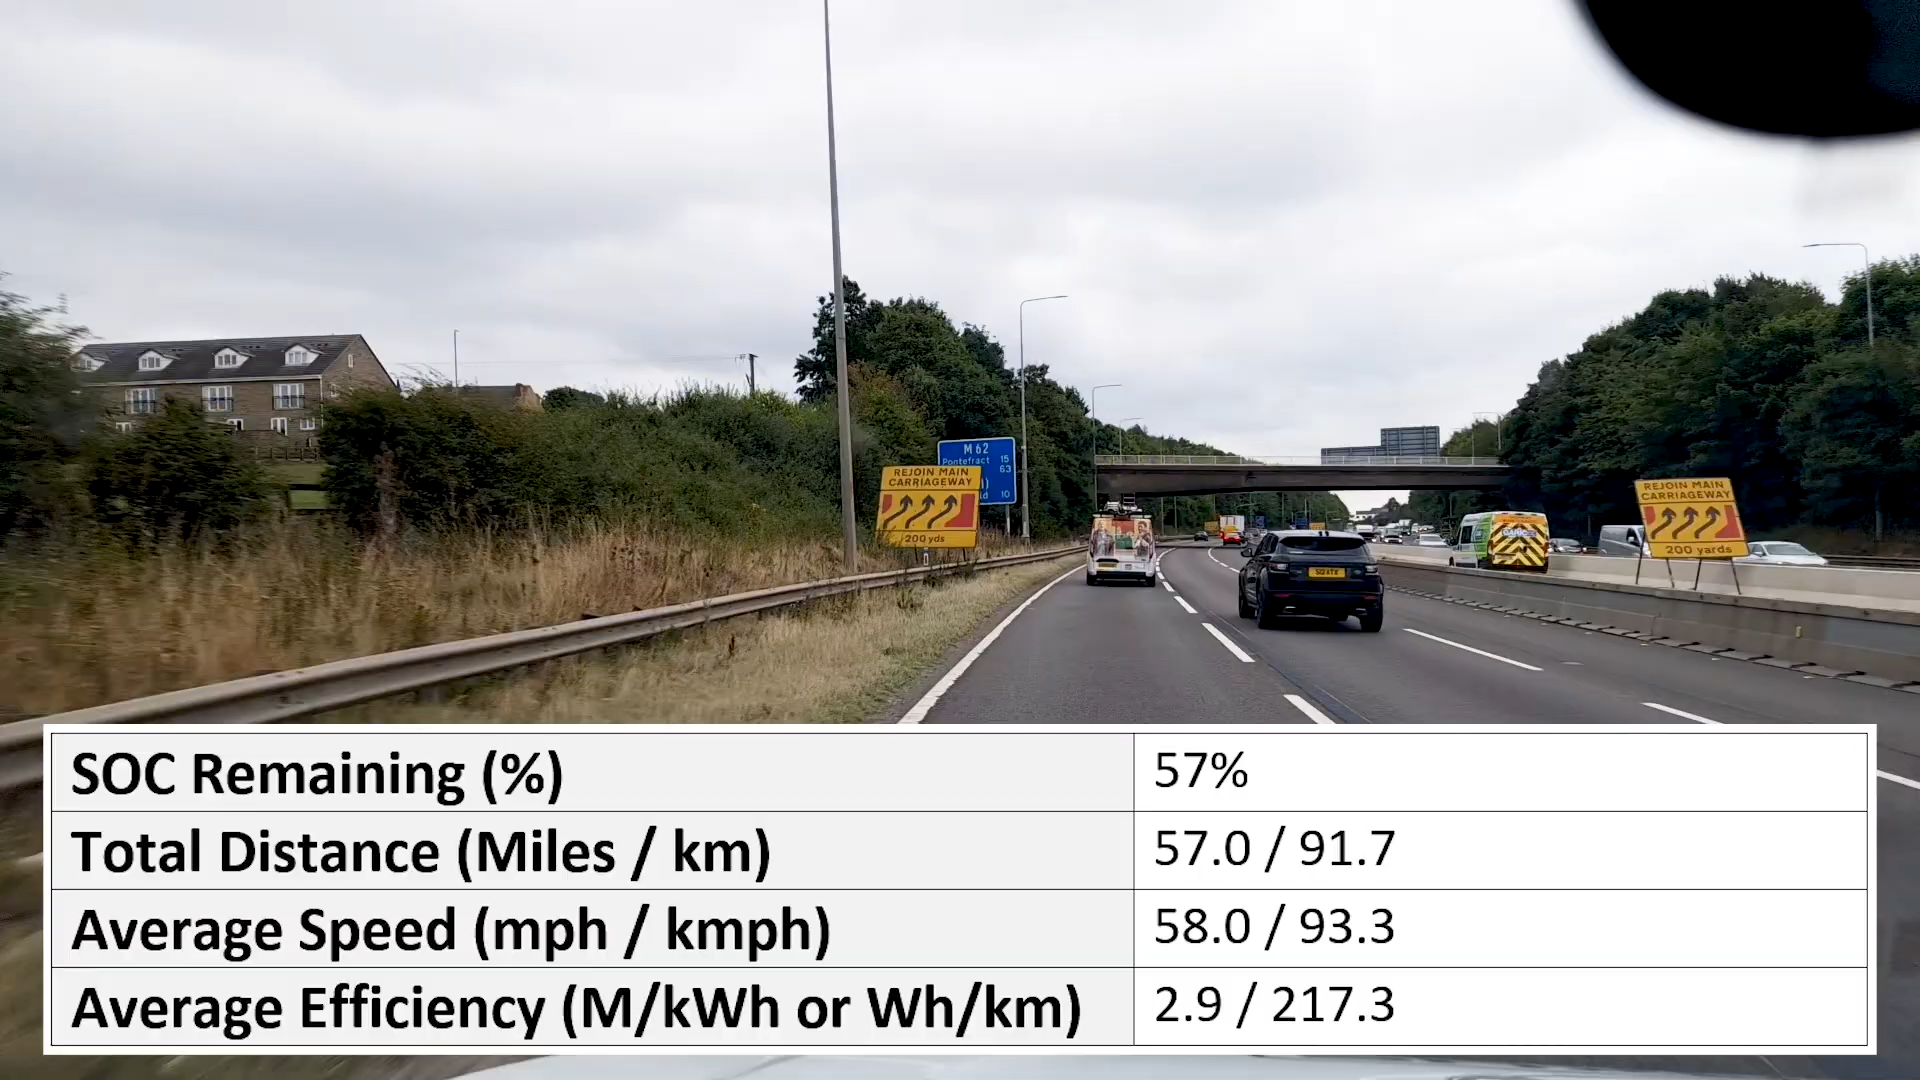 M 62
Pontefract 15
63
10
REJOIN MAIN
CARRIAGEWAY
200 yds
REJOIN MAIN
CARRIAGEWAY
200 yards
SOC Remaining (%) 57%
Total Distance (Miles / km) 57.0 / 91.7
Average Speed (mph / kmph) 58.0 / 93.3
Average Efficiency (M/kWh or Wh/km) 2.9 / 217.3